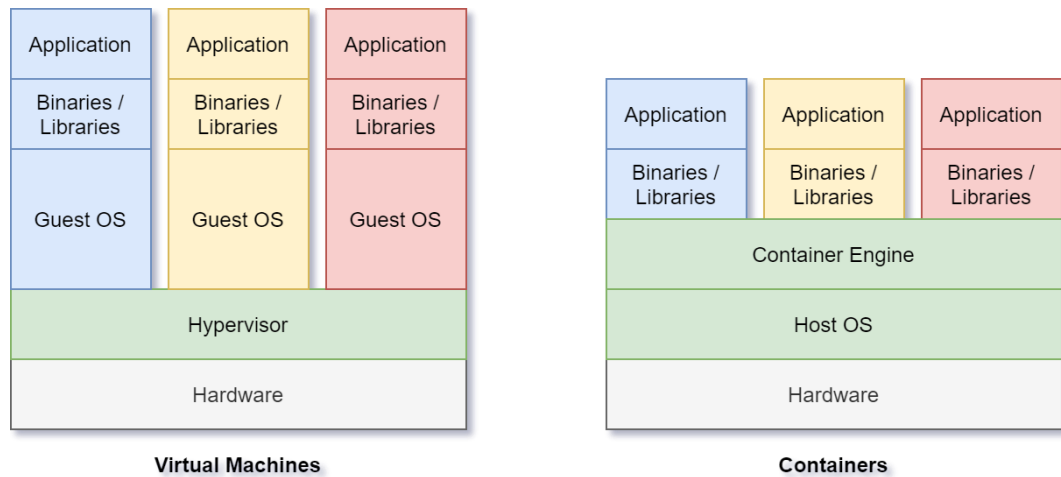 Application
Application
Application
Binaries /
Libraries
Binaries /
Libraries
Binaries /
Libraries
Guest OS
Guest OS
Guest OS
Hypervisor
Hardware
Virtual Machines
Application
Application
Application
Binaries /
Libraries
Binaries /
Libraries
Binaries /
Libraries
Container Engine
Host OS
Hardware
Containers